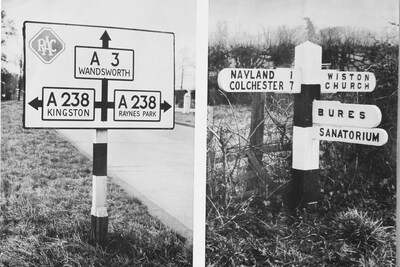 RAC
A 3
WANDSWORTH
A 238
KINGSTON
A 238
RAYNES PARK
NAYLAND 1
COLCHESTER 7
WISTON
CHURCH
BURES
SANATORIUM